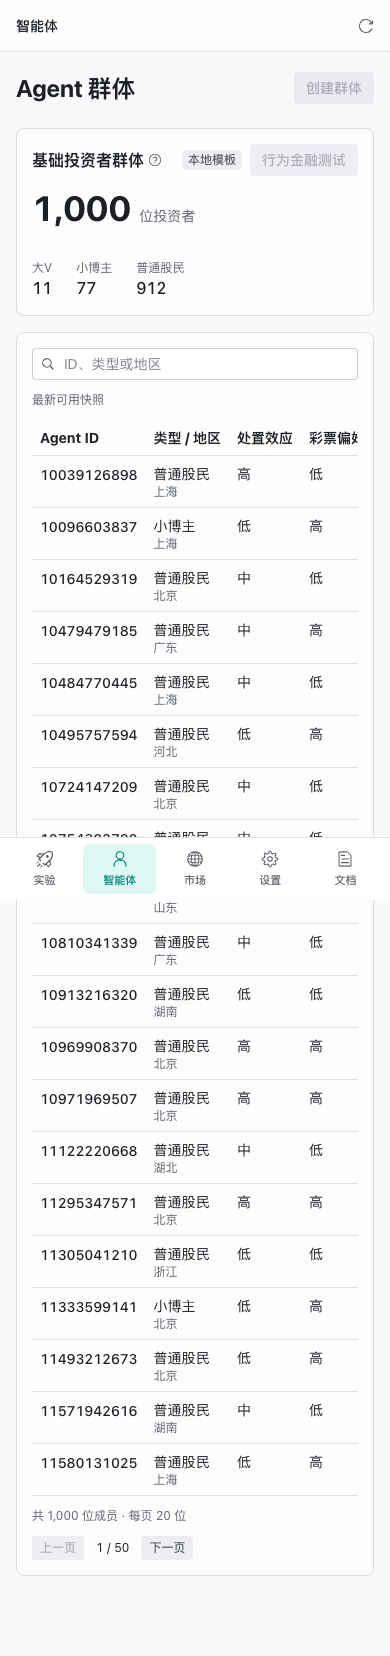 智能体
Agent 群体
创建群体
基础投资者群体
本地模板
行为金融测试
1,000 位投资者
大V 小博主 普通股民
11 77 912
ID、类型或地区
最新可用快照
Agent ID 类型 / 地区 处置效应 彩票偏
10039126898 普通股民 高 低
上海
10096603837 小博主 低 高
上海
10164529319 普通股民 中 低
北京
10479479185 普通股民 中 高
广东
10484770445 普通股民 中 低
上海
10495757594 普通股民 低 高
河北
10724147209 普通股民 中 低
北京
实验 智能体 市场 设置 文档
山东
10810341339 普通股民 中 低
广东
10913216320 普通股民 低 低
湖南
10969908370 普通股民 高 高
北京
10971969507 普通股民 高 高
北京
11122220668 普通股民 中 低
湖北
11295347571 普通股民 高 高
北京
11305041210 普通股民 低 低
浙江
11333599141 小博主 低 高
北京
11493212673 普通股民 低 高
北京
11571942616 普通股民 中 低
湖南
11580131025 普通股民 低 高
上海
共 1,000 位成员 · 每页 20 位
上一页 1 / 50 下一页